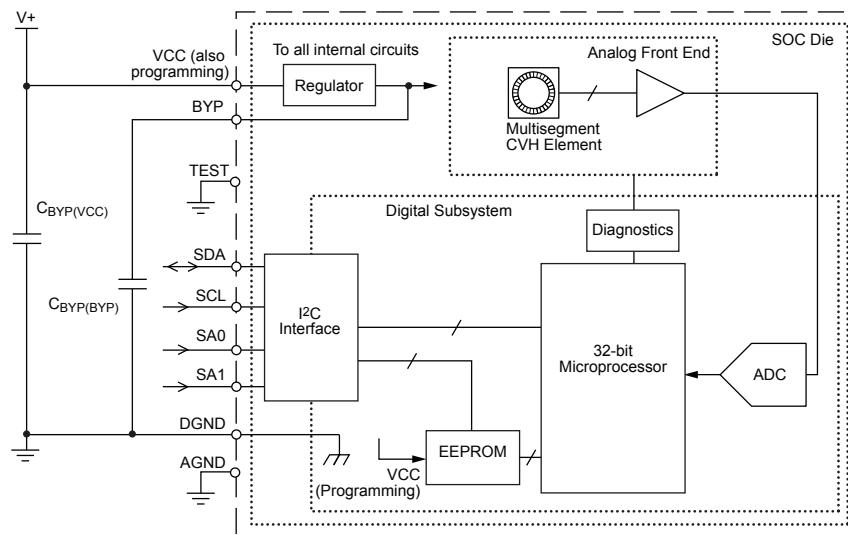 V+
SOC Die
VCC (also
programming)
To all internal circuits
Analog Front End
Regulator
BYP
Multisegment
CVH Element
TEST
Digital Subsystem
CBYP(VCC)
Diagnostics
SDA
CBYP(BYP)
SCL
I2C
Interface
SA0
32-bit
Microprocessor
ADC
SA1
DGND
EEPROM
AGND
VCC
(Programming)